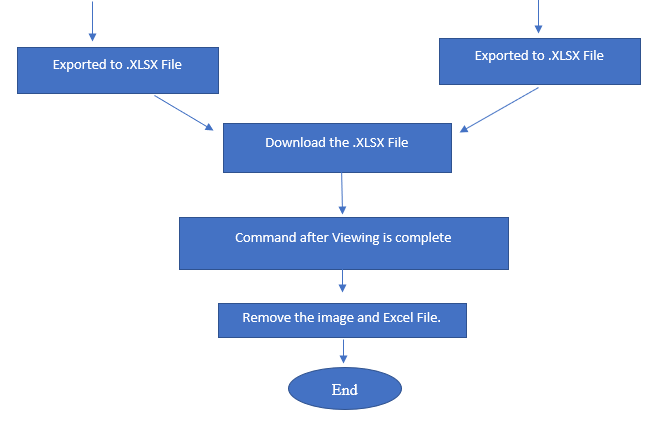 Exported to .XLSX File
Exported to .XLSX File
Download the .XLSX File
Command after Viewing is complete
Remove the image and Excel File.
End